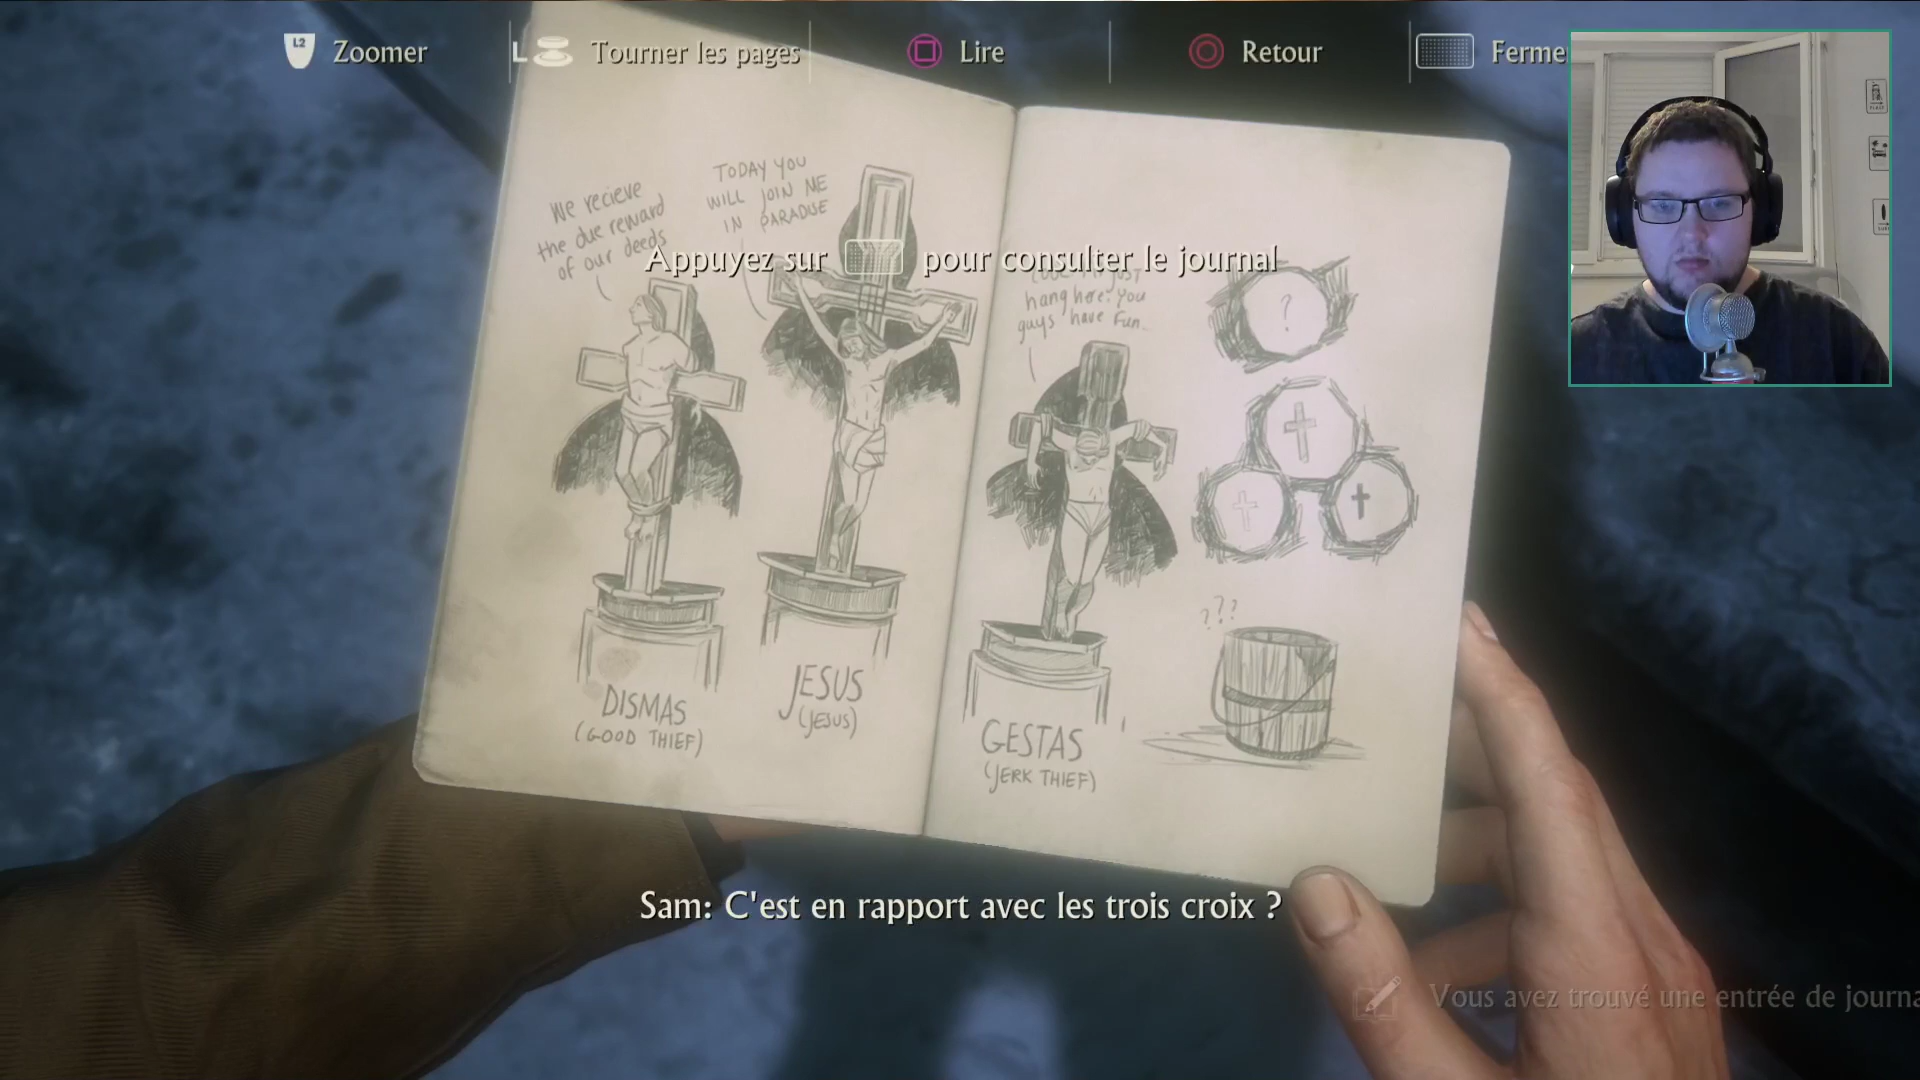 L2 Zoomer
L Tourner les pages
Lire
Retour
Ferme
We recieve
the due reward
of our deeds
TODAY YOU
WILL JOIN ME
IN PARADISE
Appuyez sur pour consulter le journal
hang here. You
guys have fun...
?
???
DISMAS
(GOOD THIEF)
JESUS
(JESUS)
GESTAS
(JERK THIEF)
Sam: C'est en rapport avec les trois croix ?
Vous avez trouvé une entrée de journa